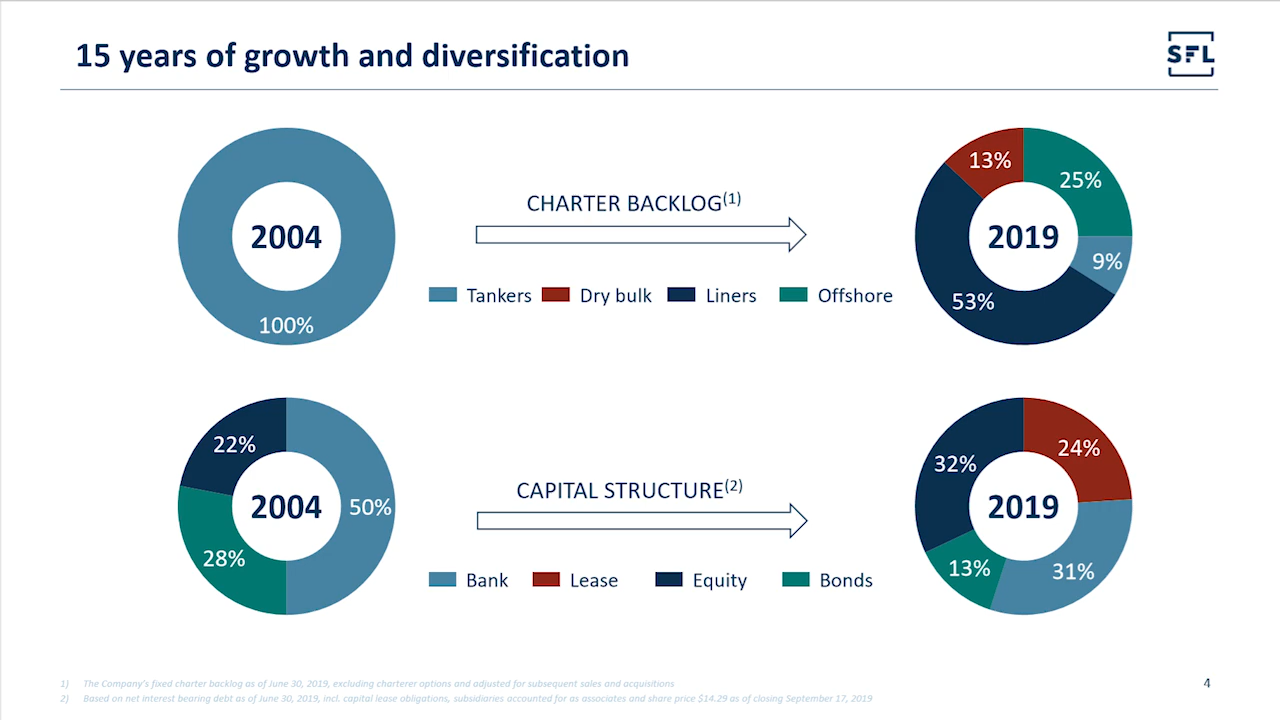 15 years of growth and diversification
SFL
2004
100%
CHARTER BACKLOG(1)
Tankers Dry bulk Liners Offshore
2019
13%
25%
9%
53%
2004
22%
50%
28%
CAPITAL STRUCTURE(2)
Bank Lease Equity Bonds
2019
32%
24%
13%
31%
1) The Company's fixed charter backlog as of June 30, 2019, excluding charterer options and adjusted for subsequent sales and acquisitions
2) Based on net interest bearing debt as of June 30, 2019, incl. capital lease obligations, subsidiaries accounted for as associates and share price $14.29 as of closing September 17, 2019
4